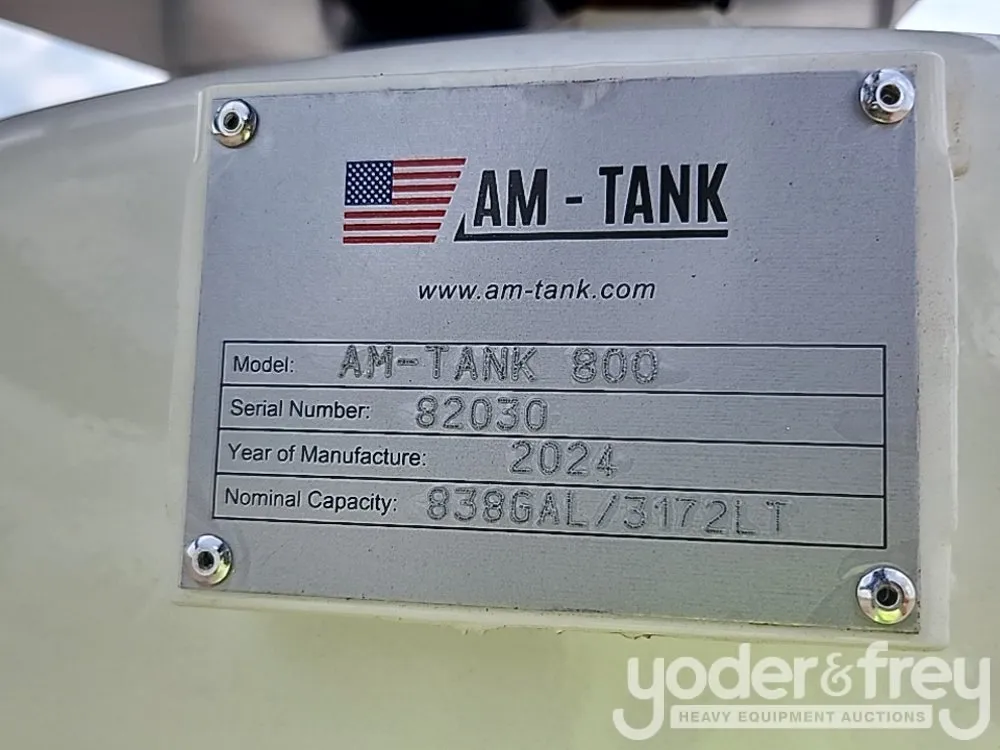 AM - TANK
www.am-tank.com
Model: AM-TANK 800
Serial Number: 82030
Year of Manufacture: 2024
Nominal Capacity: 838GAL/3172LT
yoder&frey
HEAVY EQUIPMENT AUCTIONS